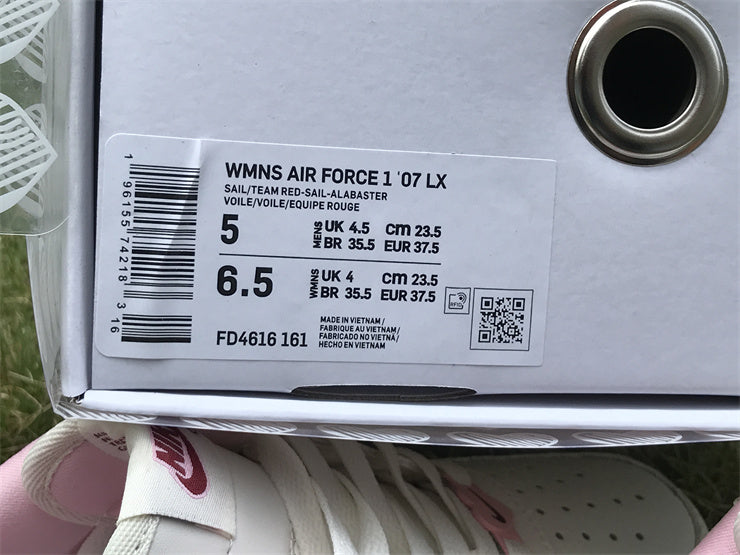 WMNS AIR FORCE 1 '07 LX
SAIL/TEAM RED-SAIL-ALABASTER
VOILE/VOILE/EQUIPE ROUGE
5 MENS UK 4.5 cm 23.5
BR 35.5 EUR 37.5
6.5 WMNS UK 4 cm 23.5
BR 35.5 EUR 37.5
RFID
FD4616 161
MADE IN VIETNAM /
FABRIQUE AU VIETNAM /
FABRICADO NO VIETNÃ /
HECHO EN VIETNAM
1 96155 74218 3 16
NIKE